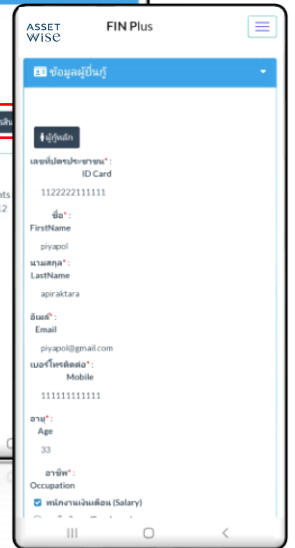 ASSET
WISE
FIN Plus
ข้อมูลผู้ยื่นกู้
ผู้กู้หลัก
เลขที่บัตรประชาชน* :
ID Card
1122222111111
ชื่อ* :
FirstName
piyapol
นามสกุล* :
LastName
apiraktara
อีเมล์* :
Email
piyapol@gmail.com
เบอร์โทรติดต่อ* :
Mobile
111111111111
อายุ* :
Age
33
อาชีพ* :
Occupation
พนักงานเงินเดือน (Salary)